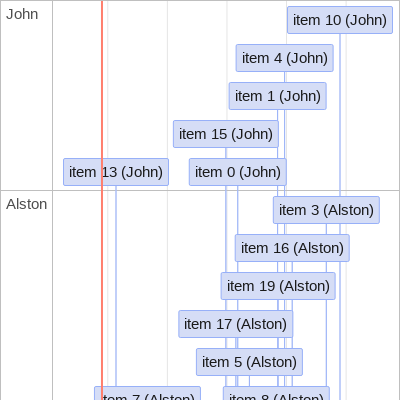 John
item 10 (John)
item 4 (John)
item 1 (John)
item 15 (John)
item 13 (John)
item 0 (John)
Alston
item 3 (Alston)
item 16 (Alston)
item 19 (Alston)
item 17 (Alston)
item 5 (Alston)
item 7 (Alston)
item 8 (Alston)